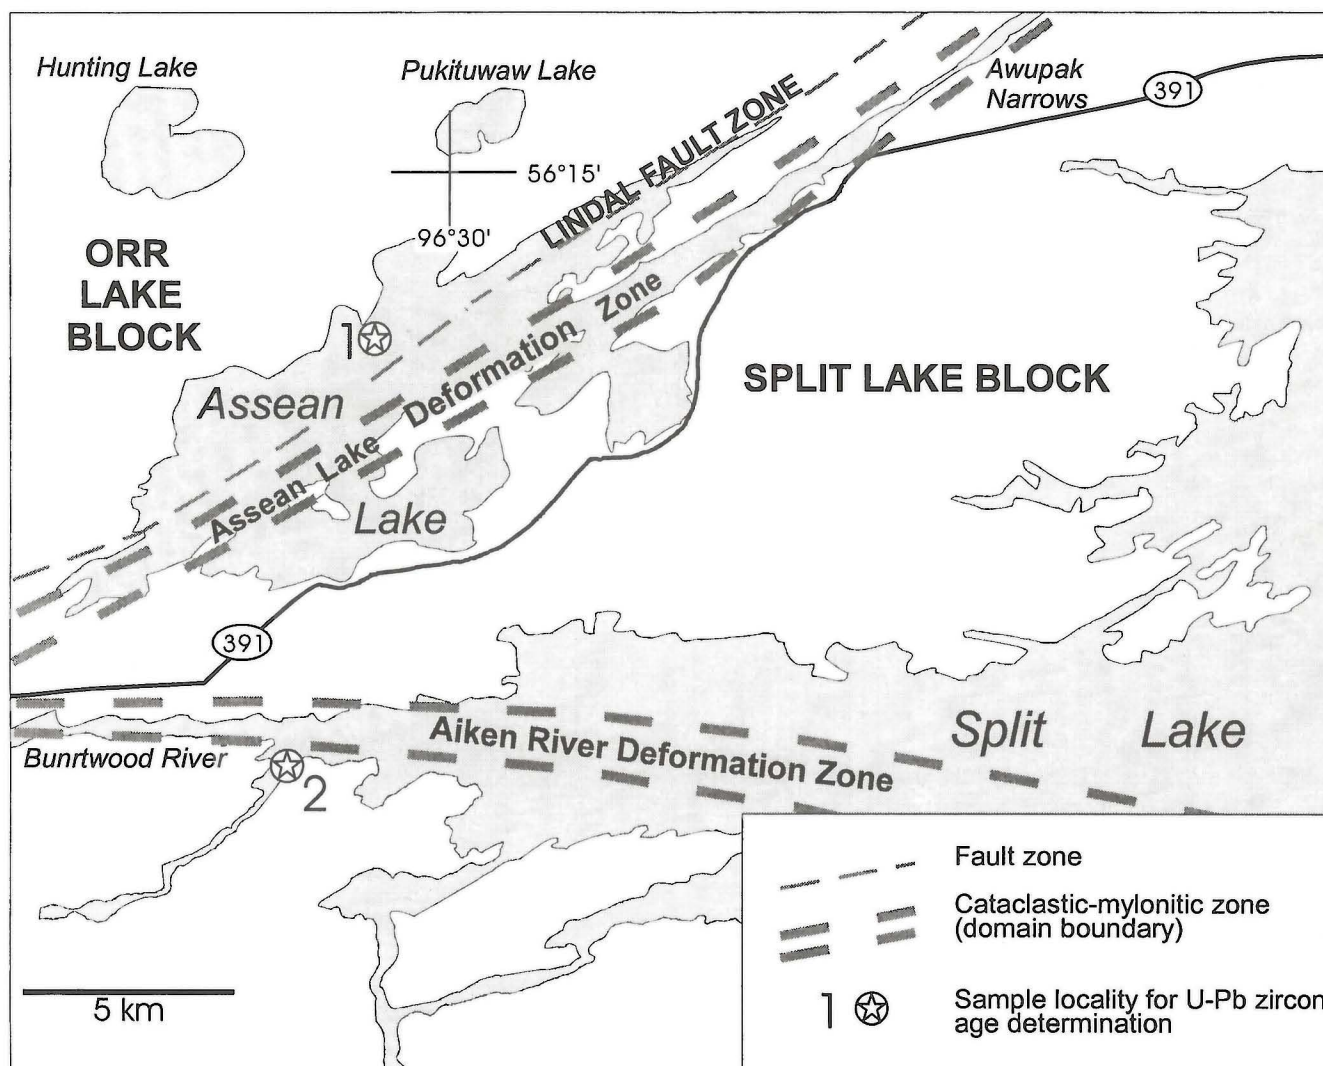 Hunting Lake
Pukituwaw Lake
Awupak
Narrows
391
56°15'
96°30'
LINDAL FAULT ZONE
ORR
LAKE
BLOCK
1
SPLIT LAKE BLOCK
Assean
Assean Lake Deformation Zone
Lake
391
Bunrtwood River
2
Aiken River Deformation Zone
Split Lake
5 km
Fault zone
Cataclastic-mylonitic zone
(domain boundary)
1
Sample locality for U-Pb zircon
age determination